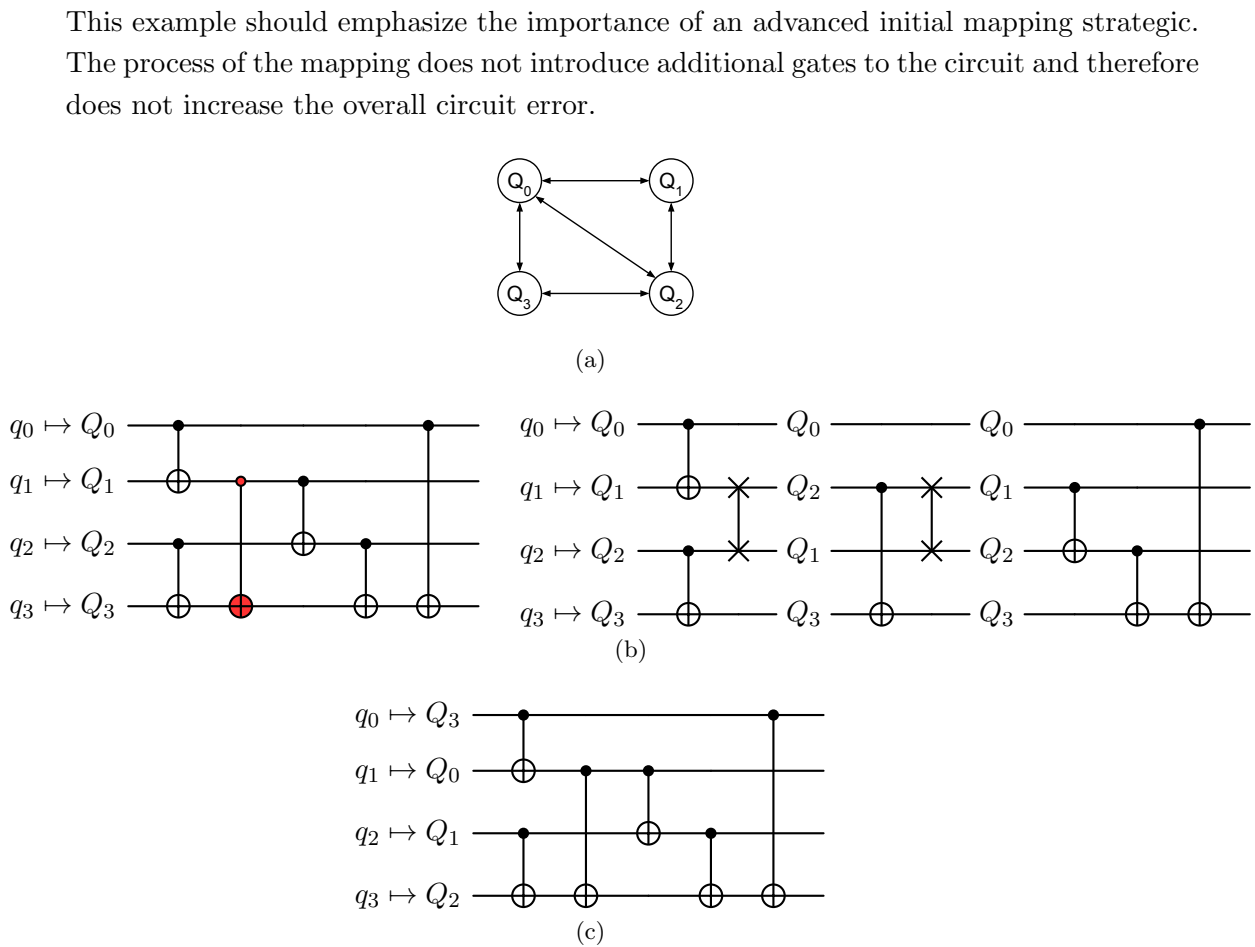 This example should emphasize the importance of an advanced initial mapping strategic.
The process of the mapping does not introduce additional gates to the circuit and therefore
does not increase the overall circuit error.
Q₀ Q₁
Q₃ Q₂
(a)
q₀ ↦ Q₀
q₁ ↦ Q₁
q₂ ↦ Q₂
q₃ ↦ Q₃
q₀ ↦ Q₀ Q₀ Q₀
q₁ ↦ Q₁ Q₂ Q₁
q₂ ↦ Q₂ Q₁ Q₂
q₃ ↦ Q₃ Q₃ Q₃
(b)
q₀ ↦ Q₃
q₁ ↦ Q₀
q₂ ↦ Q₁
q₃ ↦ Q₂
(c)